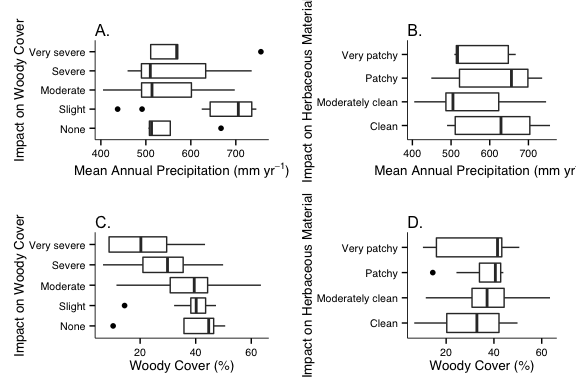 A.
Impact on Woody Cover
Very severe
Severe
Moderate
Slight
None
400 500 600 700
Mean Annual Precipitation (mm yr⁻¹)
B.
Impact on Herbaceous Material
Very patchy
Patchy
Moderately clean
Clean
400 500 600 700
Mean Annual Precipitation (mm yr
C.
Impact on Woody Cover
Very severe
Severe
Moderate
Slight
None
20 40 60
Woody Cover (%)
D.
Impact on Herbaceous Material
Very patchy
Patchy
Moderately clean
Clean
20 40 60
Woody Cover (%)